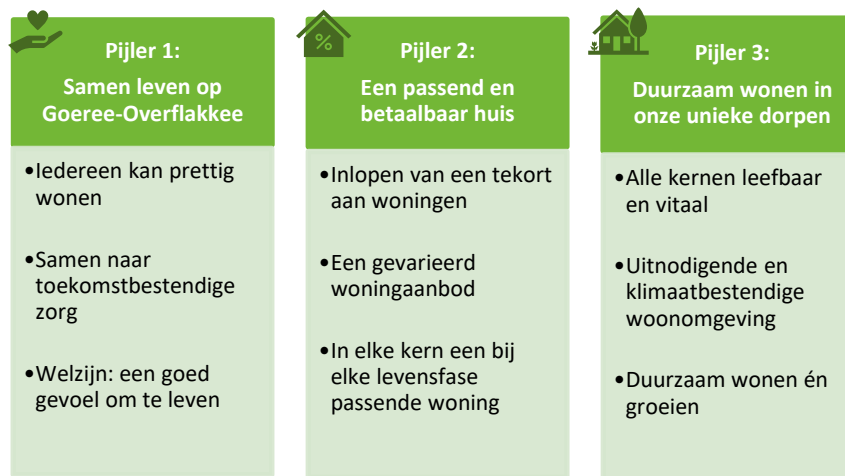 Pijler 1:
Samen leven op
Goeree-Overflakkee
•Iedereen kan prettig
wonen
•Samen naar
toekomstbestendige
zorg
•Welzijn: een goed
gevoel om te leven
%
Pijler 2:
Een passend en
betaalbaar huis
•Inlopen van een tekort
aan woningen
•Een gevarieerd
woningaanbod
•In elke kern een bij
elke levensfase
passende woning
Pijler 3:
Duurzaam wonen in
onze unieke dorpen
•Alle kernen leefbaar
en vitaal
•Uitnodigende en
klimaatbestendige
woonomgeving
•Duurzaam wonen én
groeien